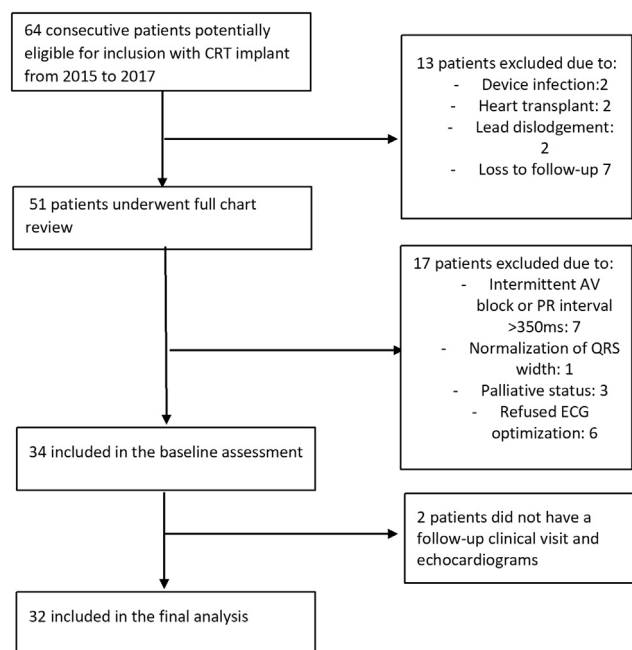 64 consecutive patients potentially
eligible for inclusion with CRT implant
from 2015 to 2017
13 patients excluded due to:
- Device infection:2
- Heart transplant: 2
- Lead dislodgement:
2
- Loss to follow-up 7
51 patients underwent full chart
review
17 patients excluded due to:
- Intermittent AV
block or PR interval
>350ms: 7
- Normalization of QRS
width: 1
- Palliative status: 3
- Refused ECG
optimization: 6
34 included in the baseline assessment
2 patients did not have a
follow-up clinical visit and
echocardiograms
32 included in the final analysis